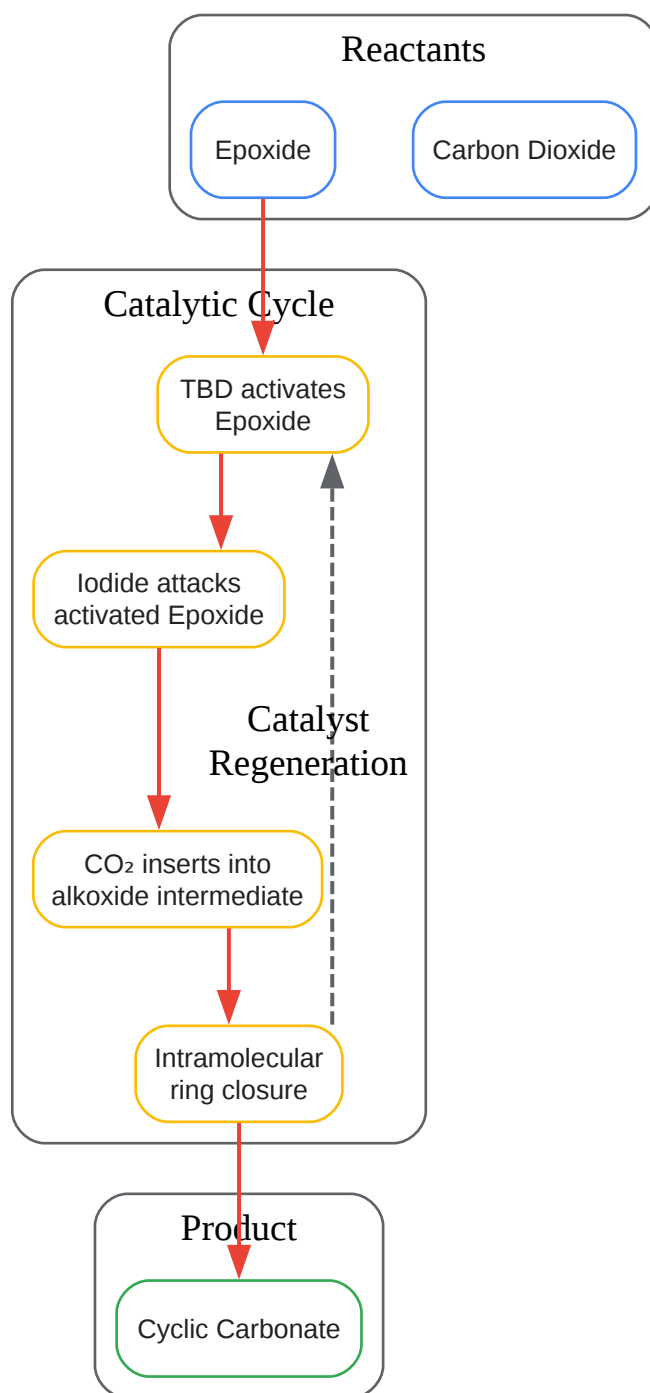 Reactants
Epoxide
Carbon Dioxide
Catalytic Cycle
TBD activates
Epoxide
Iodide attacks
activated Epoxide
Catalyst
Regeneration
CO₂ inserts into
alkoxide intermediate
Intramolecular
ring closure
Product
Cyclic Carbonate